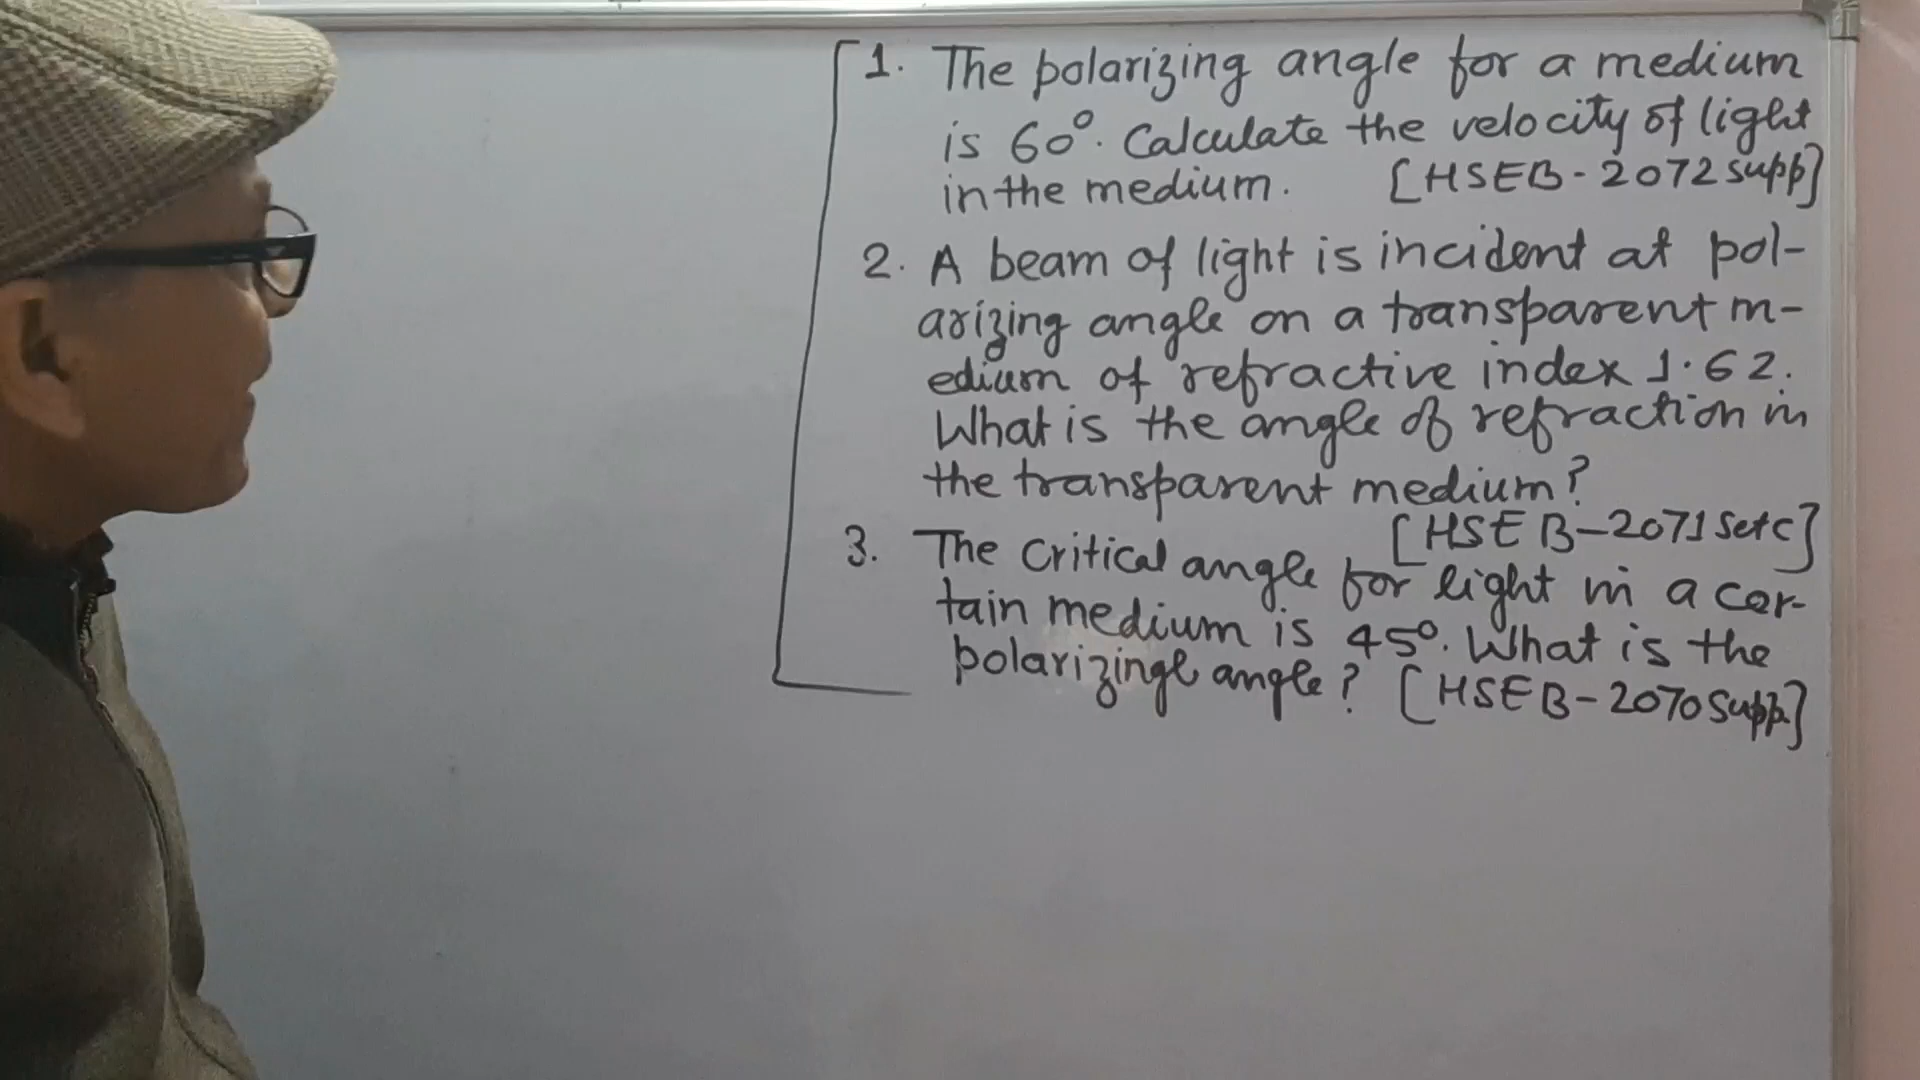 1. The polarizing angle for a medium
is 60°. Calculate the velocity of light
in the medium. [HSEB-2072 supp]
2. A beam of light is incident at pol-
arizing angle on a transparent m-
edium of refractive index 1.62.
What is the angle of refraction in
the transparent medium?
[HSEB-2071 Set C]
3. The Critical angle for light in a cer-
tain medium is 45°. What is the
polarizingl angle? [HSEB-2070 Supp.]